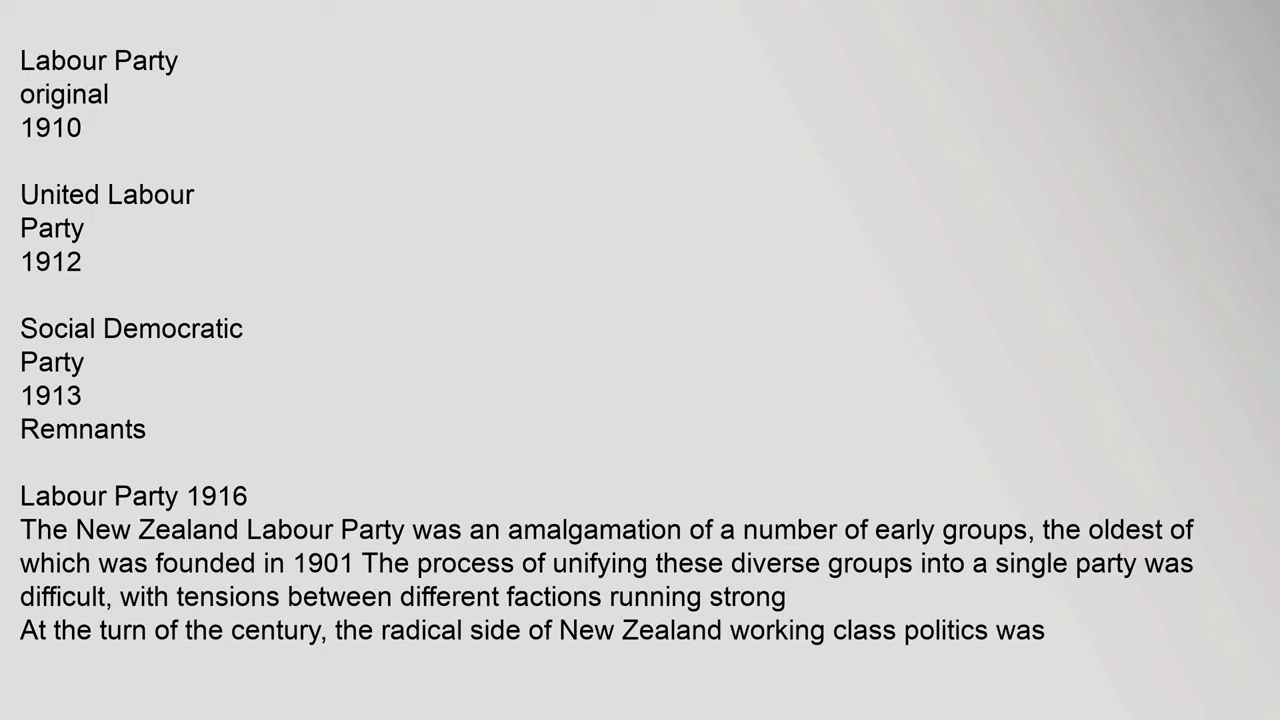 Labour Party
original
1910
United Labour
Party
1912
Social Democratic
Party
1913
Remnants
Labour Party 1916
The New Zealand Labour Party was an amalgamation of a number of early groups, the oldest of
which was founded in 1901 The process of unifying these diverse groups into a single party was
difficult, with tensions between different factions running strong
At the turn of the century, the radical side of New Zealand working class politics was